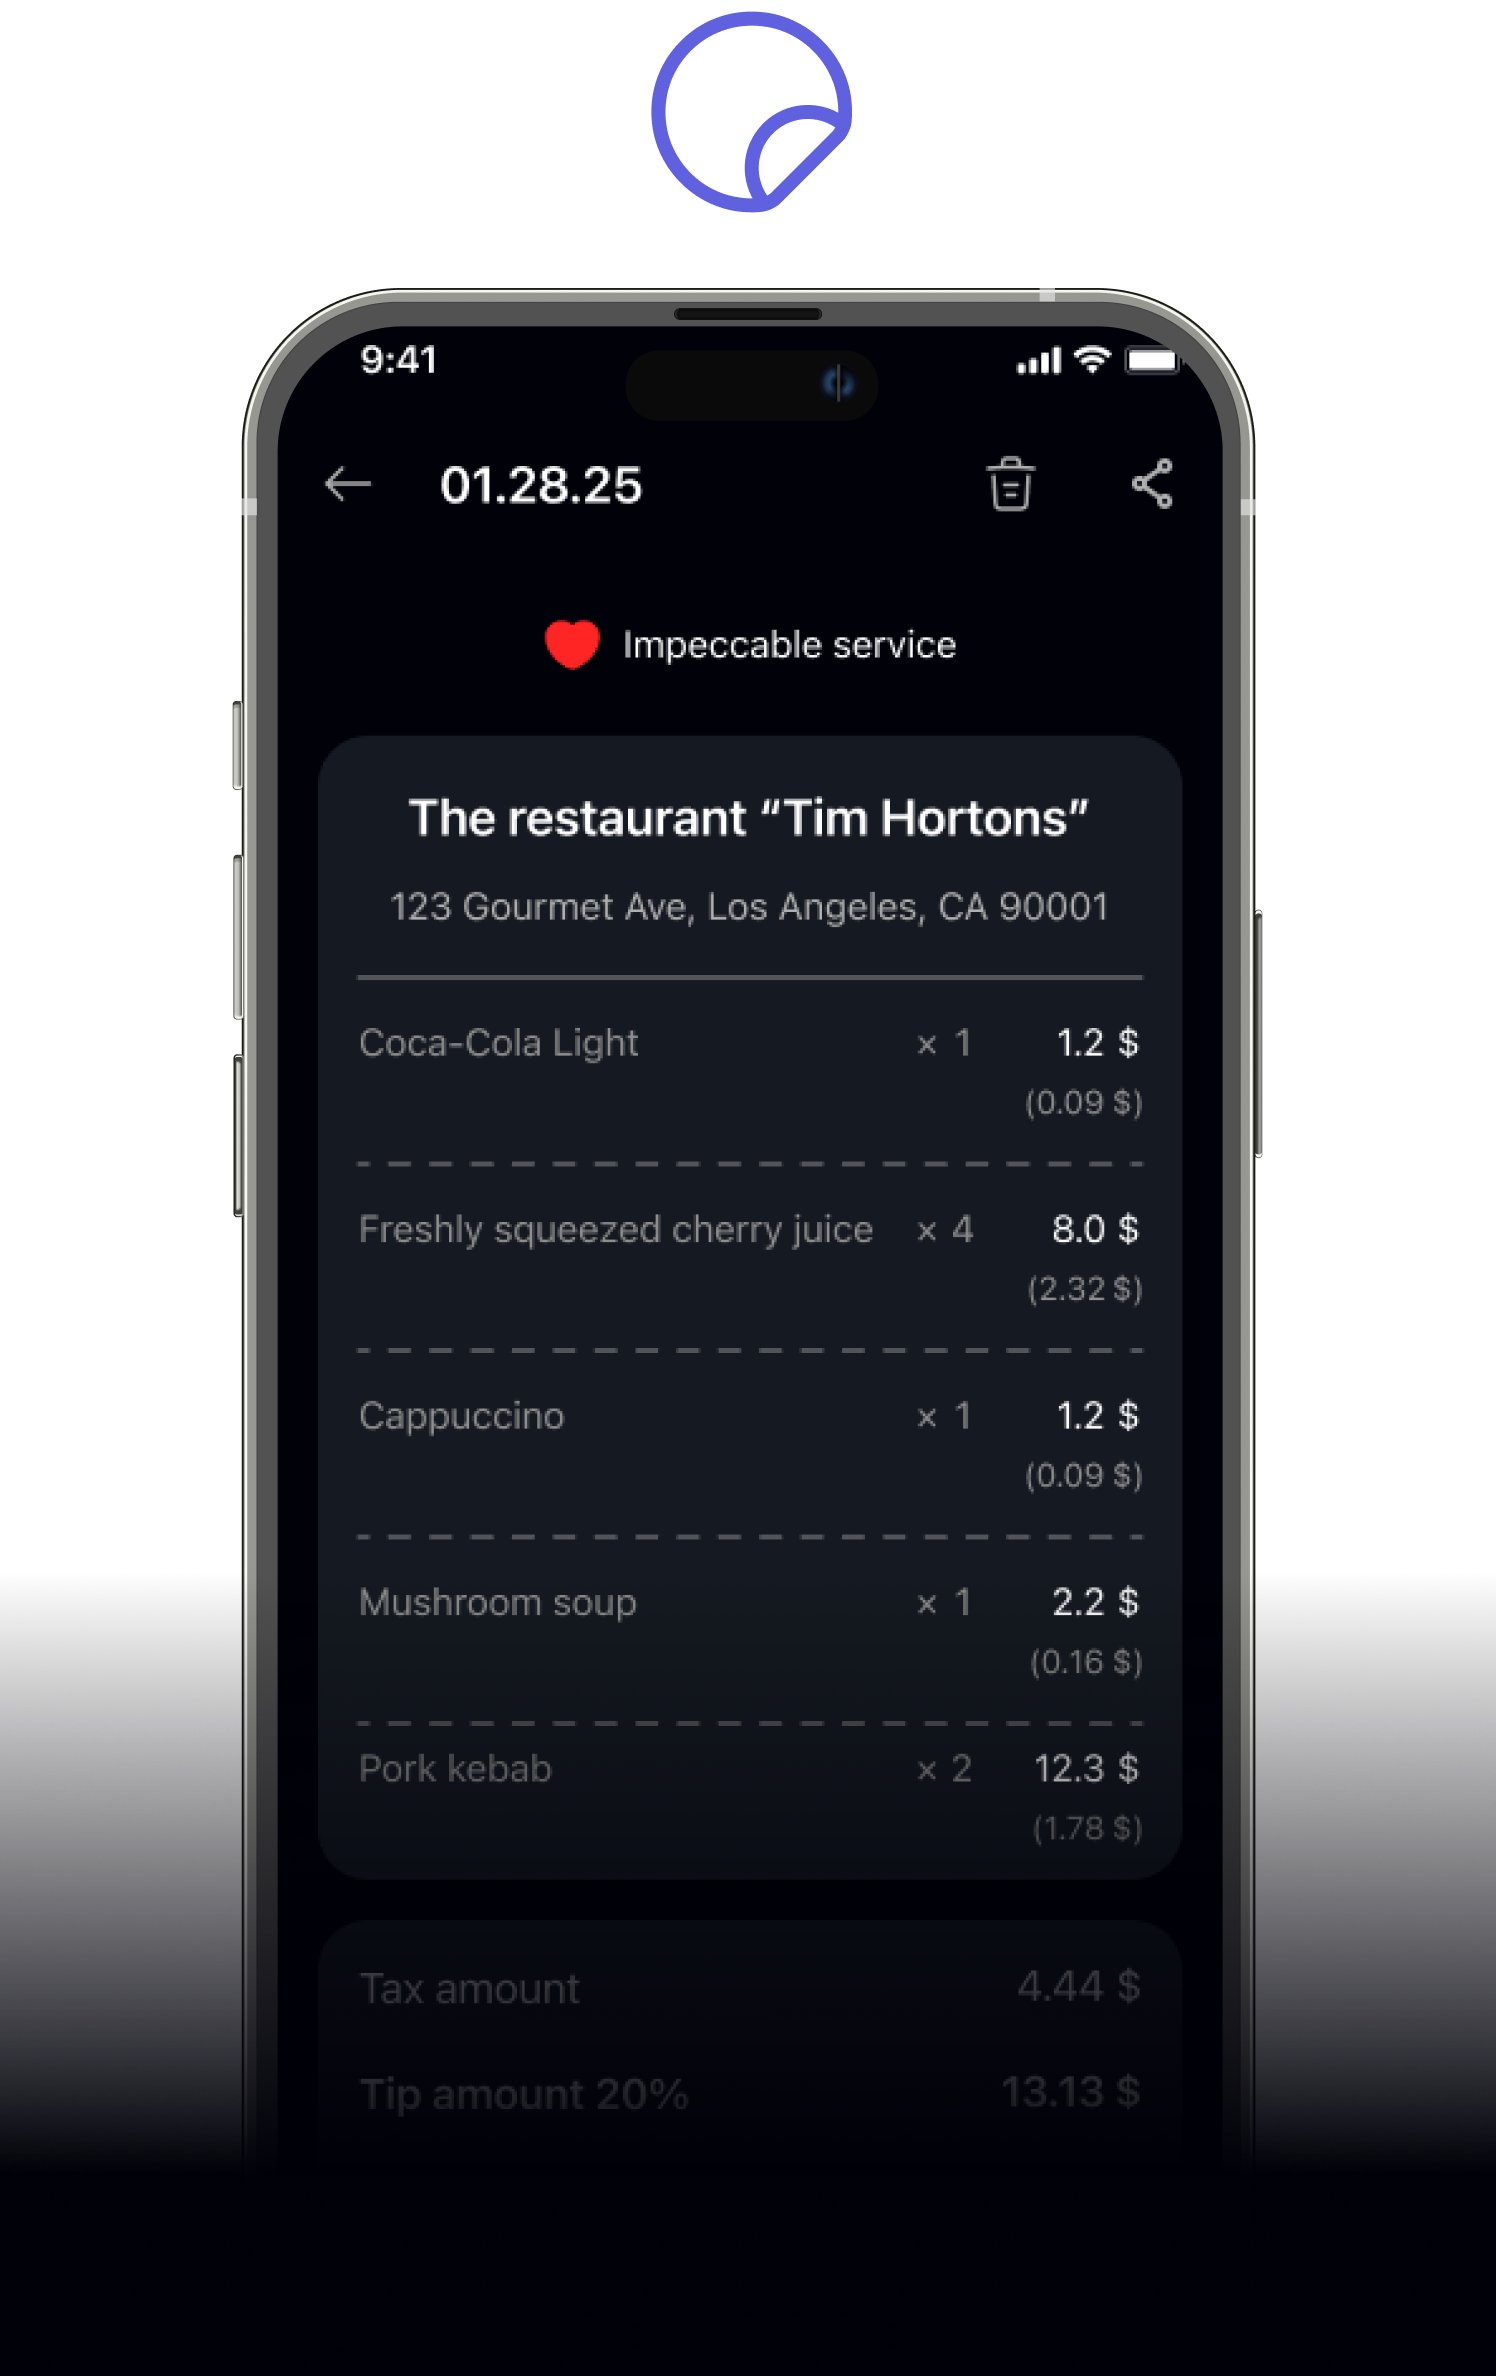 9:41
01.28.25
Impeccable service
The restaurant “Tim Hortons”
123 Gourmet Ave, Los Angeles, CA 90001
Coca-Cola Light × 1 1.2 $
(0.09 $)
Freshly squeezed cherry juice × 4 8.0 $
(2.32 $)
Cappuccino × 1 1.2 $
(0.09 $)
Mushroom soup × 1 2.2 $
(0.16 $)
Pork kebab × 2 12.3 $
(1.78 $)
Tax amount 4.44 $
Tip amount 20% 13.13 $